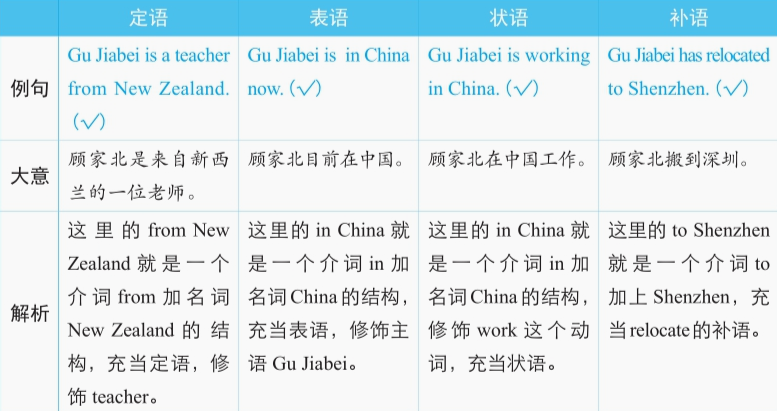 定语 表语 状语 补语
例句
Gu Jiabei is a teacher
from New Zealand.
(√)
Gu Jiabei is in China
now. (√)
Gu Jiabei is working
in China. (√)
Gu Jiabei has relocated
to Shenzhen. (√)
大意
顾家北是来自新西
兰的一位老师。
顾家北目前在中国。
顾家北在中国工作。
顾家北搬到深圳。
解析
这里的 from New
Zealand 就是一个
介词 from 加名词
New Zealand 的结
构，充当定语，修
饰 teacher。
这里的 in China 就
是一个介词 in 加
名词 China 的结构，
充当表语，修饰主
语 Gu Jiabei。
这里的 in China 就
是一个介词 in 加
名词 China 的结构，
修饰 work 这个动
词，充当状语。
这里的 to Shenzhen
就是一个介词 to
加上 Shenzhen，充
当 relocate 的补语。